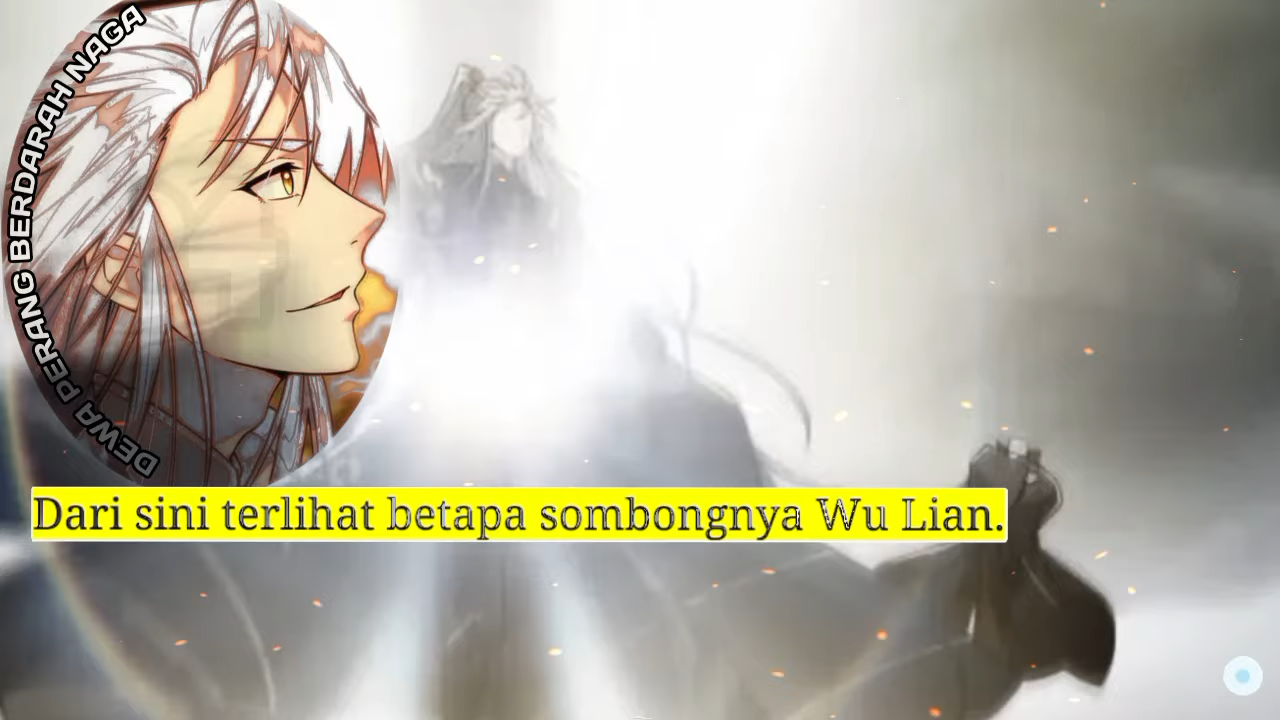 DEWA PERANG BERDARAH NAGA
Dari sini terlihat betapa sombongnya Wu Lian.